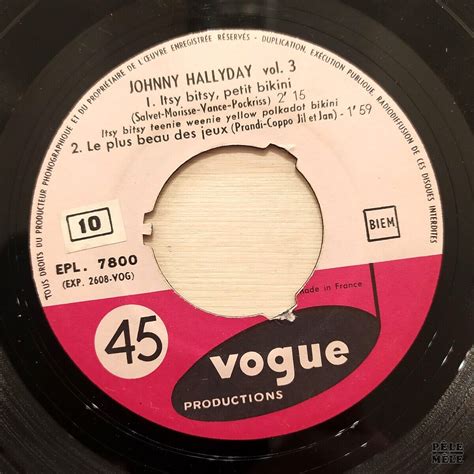 TOUS DROITS DU PRODUCTEUR PHONOGRAPHIQUE ET DU PROPRIÉTAIRE DE L'ŒUVRE ENREGISTRÉE RÉSERVÉS - DUPLICATION, EXÉCUTION PUBLIQUE, RADIODIFFUSION DE CES DISQUES INTERDITES
JOHNNY HALLYDAY vol. 3
1. Itsy bitsy, petit bikini
(Salvet-Morisse-Vance-Pockriss) 2' 15
Itsy bitsy teenie weenie yellow polkadot bikini
2. Le plus beau des jeux (Prandi-Coppo Jil et Jan) - 1' 59
10
BIEM
EPL. 7800
(EXP. 2608-VOG)
Made in France
45
vogue
PRODUCTIONS
PÊLE
MÊLE